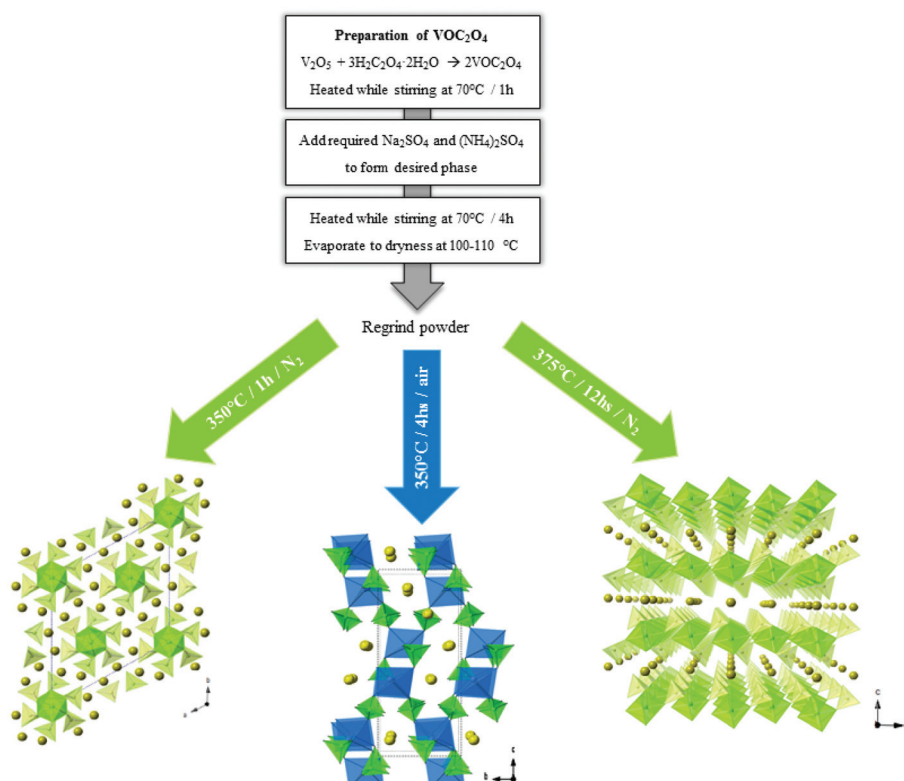 Preparation of VOC₂O₄
V₂O₅ + 3H₂C₂O₄·2H₂O → 2VOC₂O₄
Heated while stirring at 70°C / 1h
Add required Na₂SO₄ and (NH₄)₂SO₄
to form desired phase
Heated while stirring at 70°C / 4h
Evaporate to dryness at 100-110 °C
Regrind powder
350°C / 1h / N₂
350°C / 4hs / air
375°C / 12hs / N₂
b
a
c
b
c